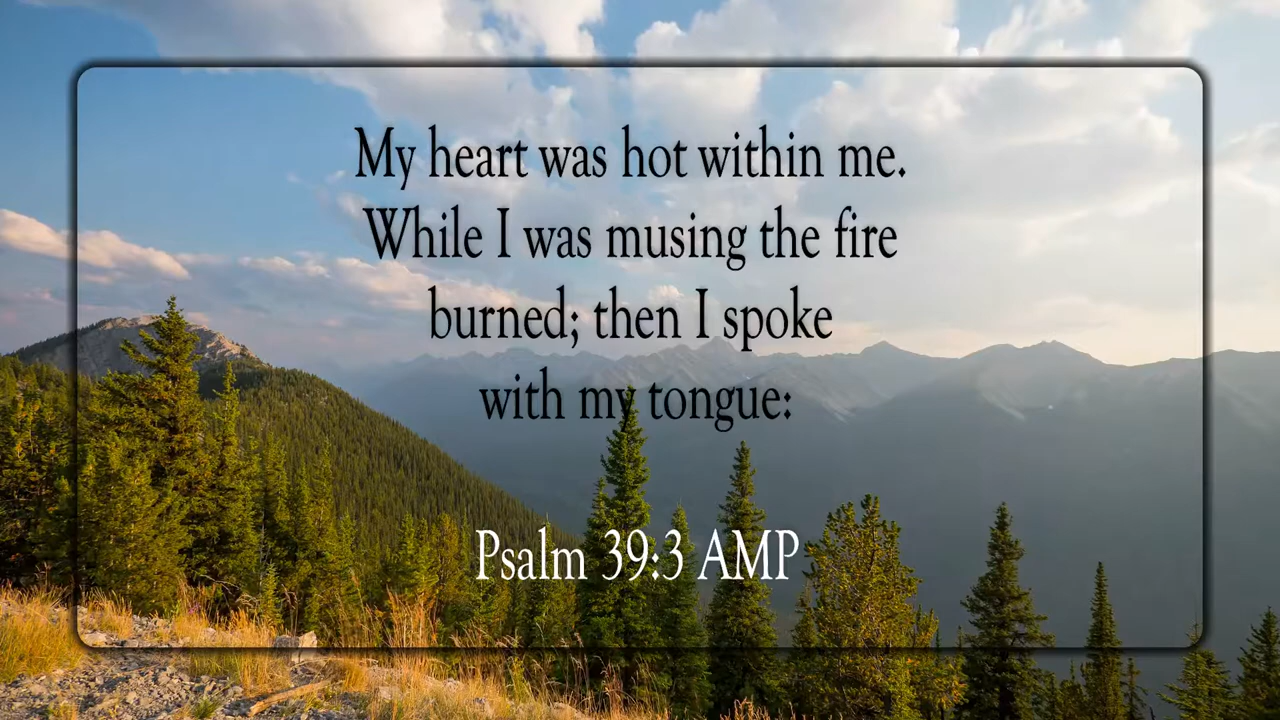 My heart was hot within me.
While I was musing the fire
burned; then I spoke
with my tongue:
Psalm 39:3 AMP